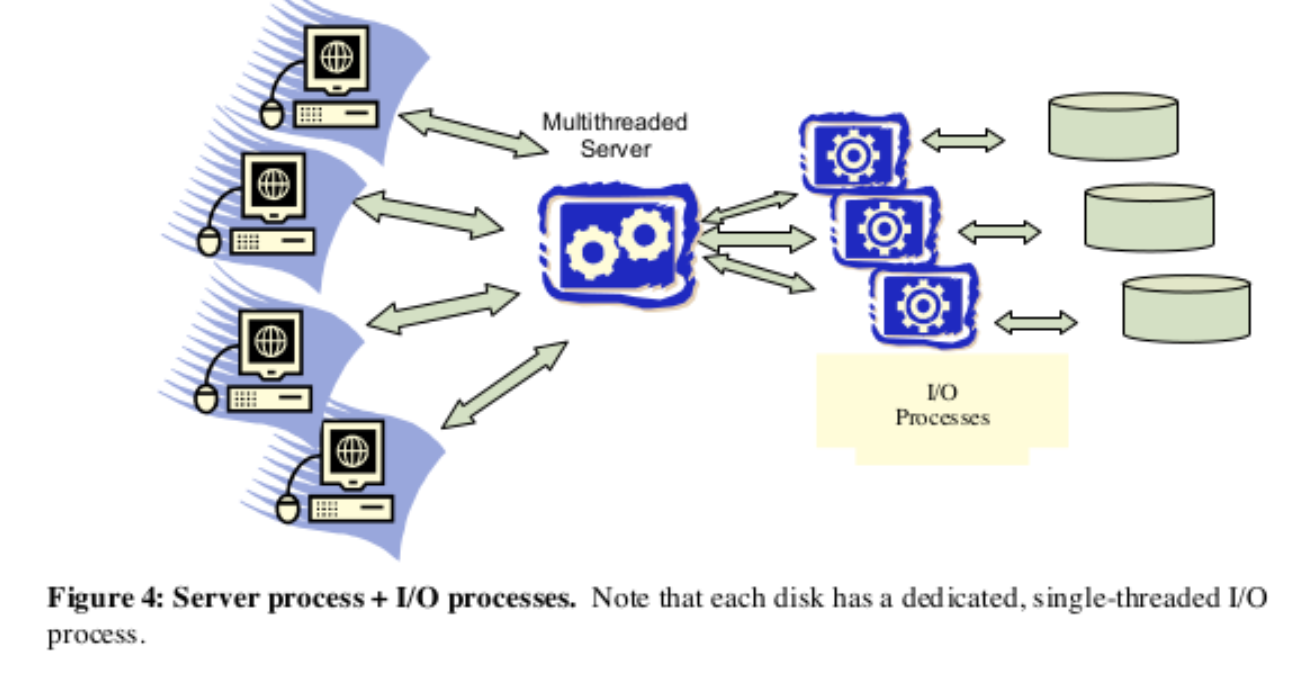 Multithreaded
Server
I/O
Processes
Figure 4: Server process + I/O processes. Note that each disk has a dedicated, single-threaded I/O
process.